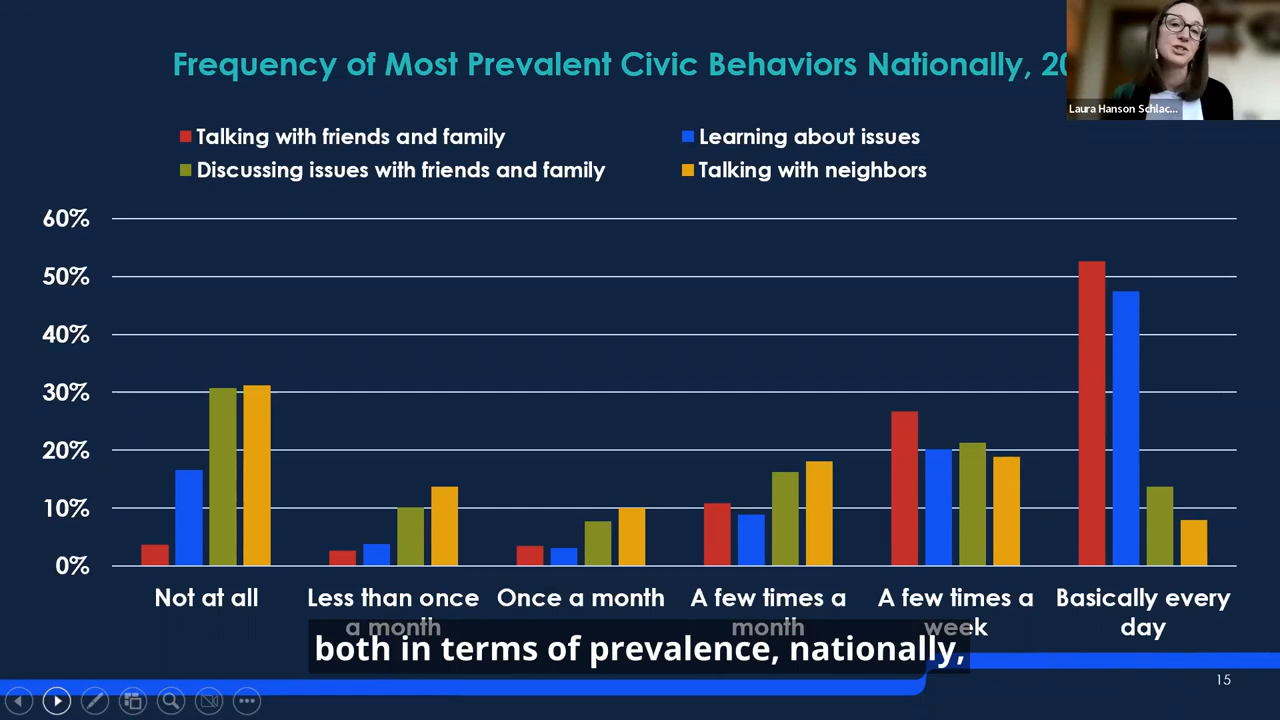 Frequency of Most Prevalent Civic Behaviors Nationally, 20
Laura Hanson Schlac...
Talking with friends and family
Learning about issues
Discussing issues with friends and family
Talking with neighbors
60%
50%
40%
30%
20%
10%
0%
Not at all
Less than once
a month
Once a month
A few times a
month
A few times a
week
Basically every
day
both in terms of prevalence, nationally,
15